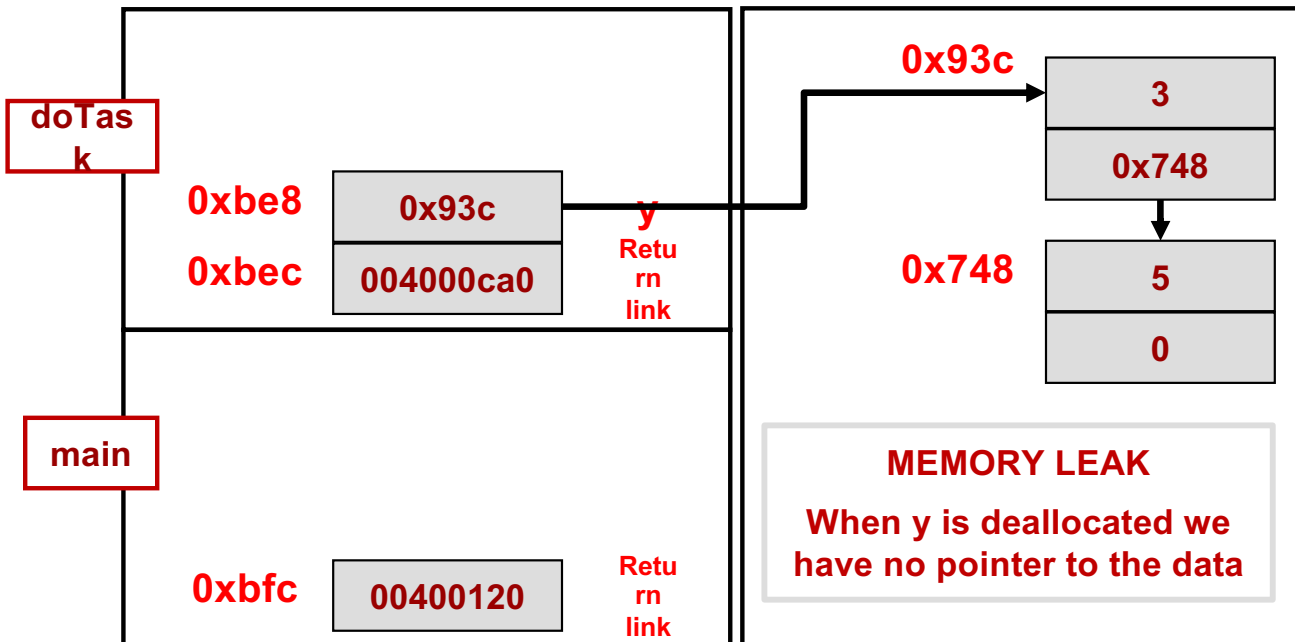 doTas
k
0xbe8
0x93c
y
0xbec
004000ca0
Retu
rn
link
main
0xbfc
00400120
Retu
rn
link
0x93c
3
0x748
0x748
5
0
MEMORY LEAK
When y is deallocated we
have no pointer to the data